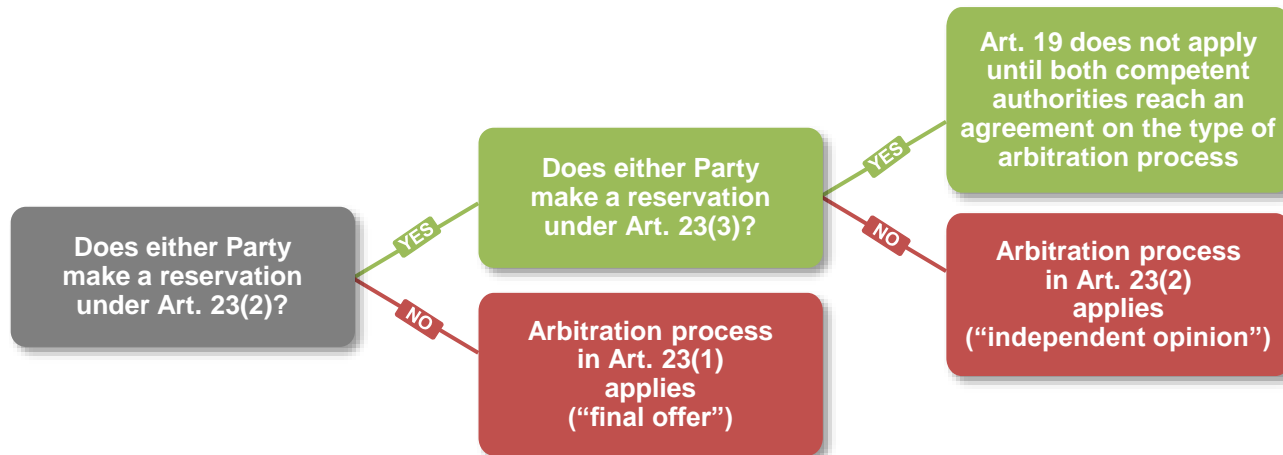 Does either Party
make a reservation
under Art. 23(2)?
YES
NO
Does either Party
make a reservation
under Art. 23(3)?
Arbitration process
in Art. 23(1)
applies
(“final offer”)
YES
NO
Art. 19 does not apply
until both competent
authorities reach an
agreement on the type of
arbitration process
Arbitration process
in Art. 23(2)
applies
(“independent opinion”)